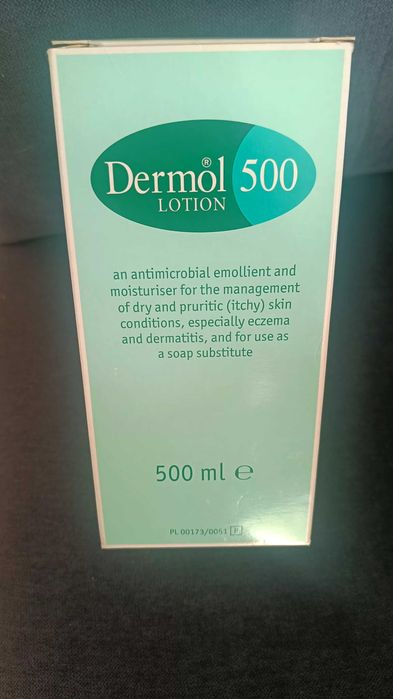 Dermol® 500
LOTION
an antimicrobial emollient and
moisturiser for the management
of dry and pruritic (itchy) skin
conditions, especially eczema
and dermatitis, and for use as
a soap substitute
500 ml ℮
PL 00173/0051 P